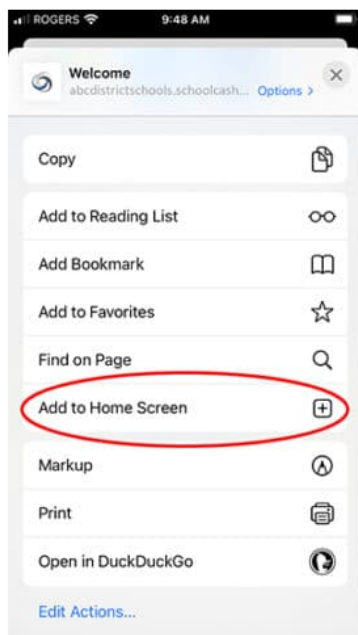 ROGERS 9:48 AM
Welcome
abcdistrictschools.schoolcash... Options >
Copy
Add to Reading List
Add Bookmark
Add to Favorites
Find on Page
Add to Home Screen
Markup
Print
Open in DuckDuckGo
Edit Actions...